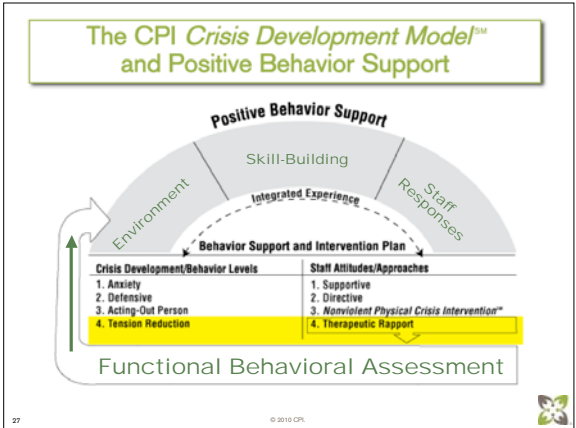 The CPI Crisis Development Model℠
and Positive Behavior Support
Positive Behavior Support
Skill-Building
Environment
Staff
Responses
Integrated Experience
Behavior Support and Intervention Plan
Crisis Development/Behavior Levels
1. Anxiety
2. Defensive
3. Acting-Out Person
4. Tension Reduction
Staff Attitudes/Approaches
1. Supportive
2. Directive
3. Nonviolent Physical Crisis Intervention℠
4. Therapeutic Rapport
Functional Behavioral Assessment
27
© 2010 CPI.